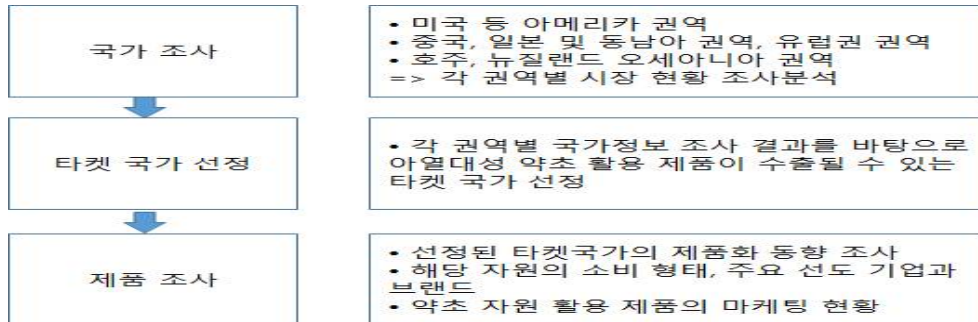 국가 조사
• 미국 등 아메리카 권역
• 중국, 일본 및 동남아 권역, 유럽권 권역
• 호주, 뉴질랜드 오세아니아 권역
=> 각 권역별 시장 현황 조사분석
타켓 국가 선정
• 각 권역별 국가정보 조사 결과를 바탕으로
아열대성 약초 활용 제품이 수출될 수 있는
타켓 국가 선정
제품 조사
• 선정된 타켓국가의 제품화 동향 조사
• 해당 자원의 소비 형태, 주요 선도 기업과
브랜드
• 약초 자원 활용 제품의 마케팅 현황